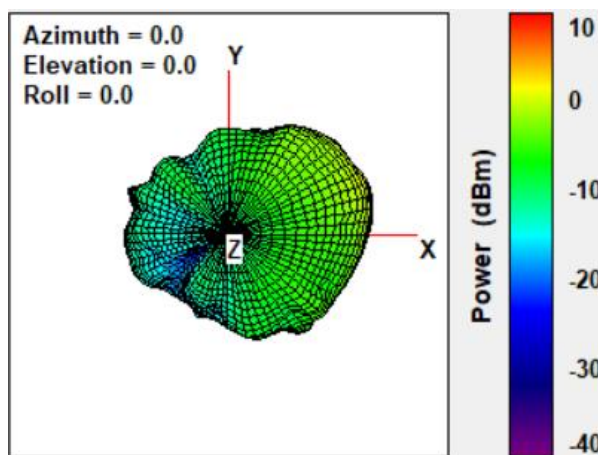 Azimuth = 0.0
Elevation = 0.0
Roll = 0.0
Y
X
Z
Power (dBm)
10
0
-10
-20
-30
-40